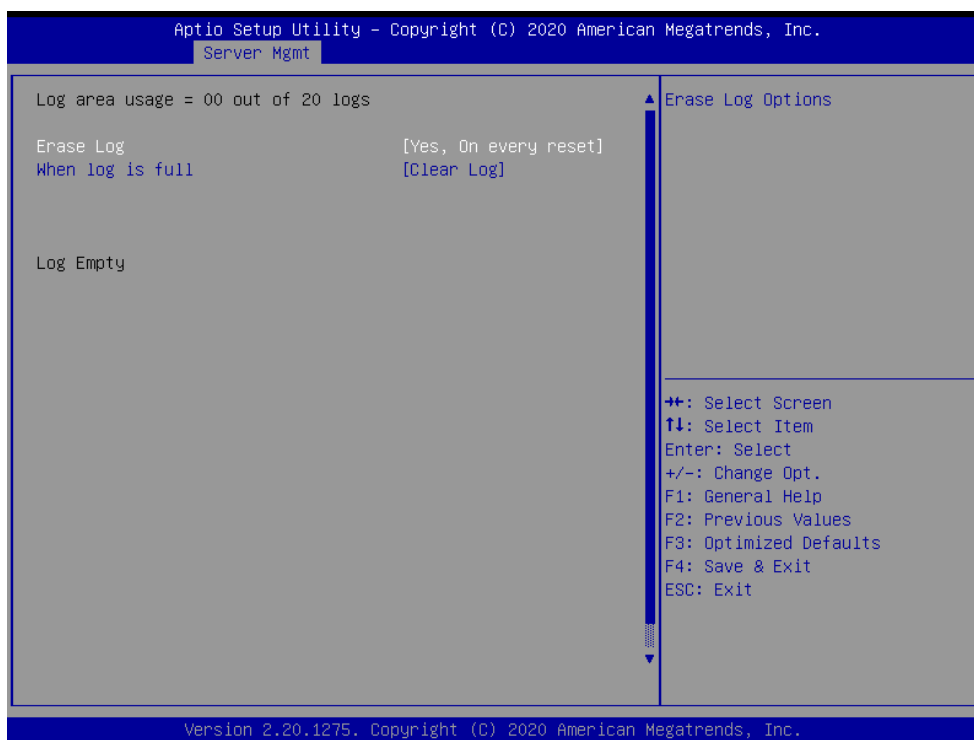 Aptio Setup Utility – Copyright (C) 2020 American Megatrends, Inc.
Server Mgmt
Log area usage = 00 out of 20 logs
Erase Log [Yes, On every reset]
When log is full [Clear Log]
Log Empty
Erase Log Options
→←: Select Screen
↑↓: Select Item
Enter: Select
+/-: Change Opt.
F1: General Help
F2: Previous Values
F3: Optimized Defaults
F4: Save & Exit
ESC: Exit
Version 2.20.1275. Copyright (C) 2020 American Megatrends, Inc.